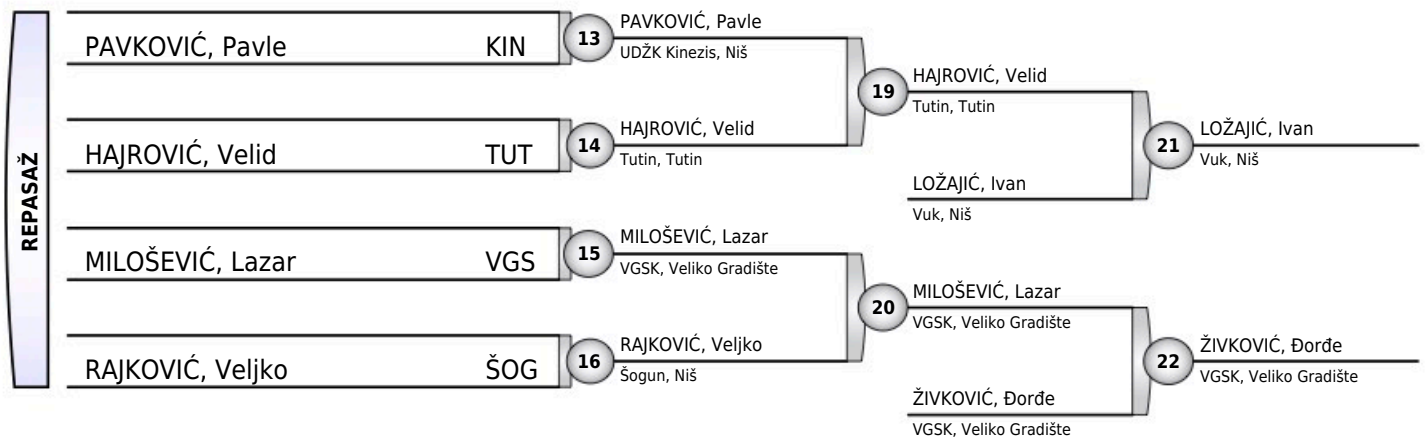 REPASAŽ
PAVKOVIĆ, Pavle KIN
13
PAVKOVIĆ, Pavle
UDŽK Kinezis, Niš
HAJROVIĆ, Velid TUT
14
HAJROVIĆ, Velid
Tutin, Tutin
19
HAJROVIĆ, Velid
Tutin, Tutin
LOŽAJIĆ, Ivan
Vuk, Niš
21
LOŽAJIĆ, Ivan
Vuk, Niš
MILOŠEVIĆ, Lazar VGS
15
MILOŠEVIĆ, Lazar
VGSK, Veliko Gradište
RAJKOVIĆ, Veljko ŠOG
16
RAJKOVIĆ, Veljko
Šogun, Niš
20
MILOŠEVIĆ, Lazar
VGSK, Veliko Gradište
ŽIVKOVIĆ, Đorđe
VGSK, Veliko Gradište
22
ŽIVKOVIĆ, Đorđe
VGSK, Veliko Gradište